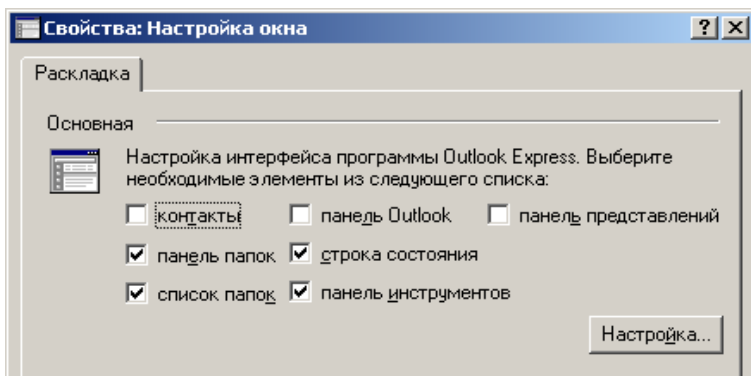 Свойства: Настройка окна
Раскладка
Основная
Настройка интерфейса программы Outlook Express. Выберите
необходимые элементы из следующего списка:
контакты панель Outlook панель представлений
панель папок строка состояния
список папок панель инструментов
Настройка...